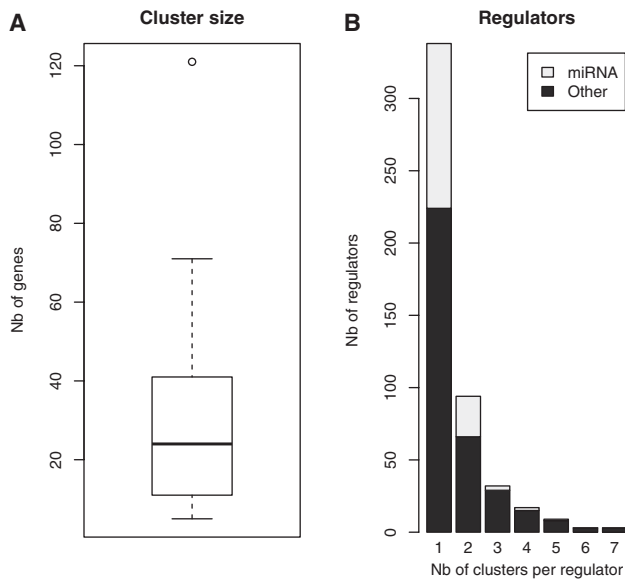 A
Cluster size
Nb of genes
120
100
80
60
40
20
B
Regulators
miRNA
Other
Nb of regulators
300
250
200
150
100
50
0
1 2 3 4 5 6 7
Nb of clusters per regulator